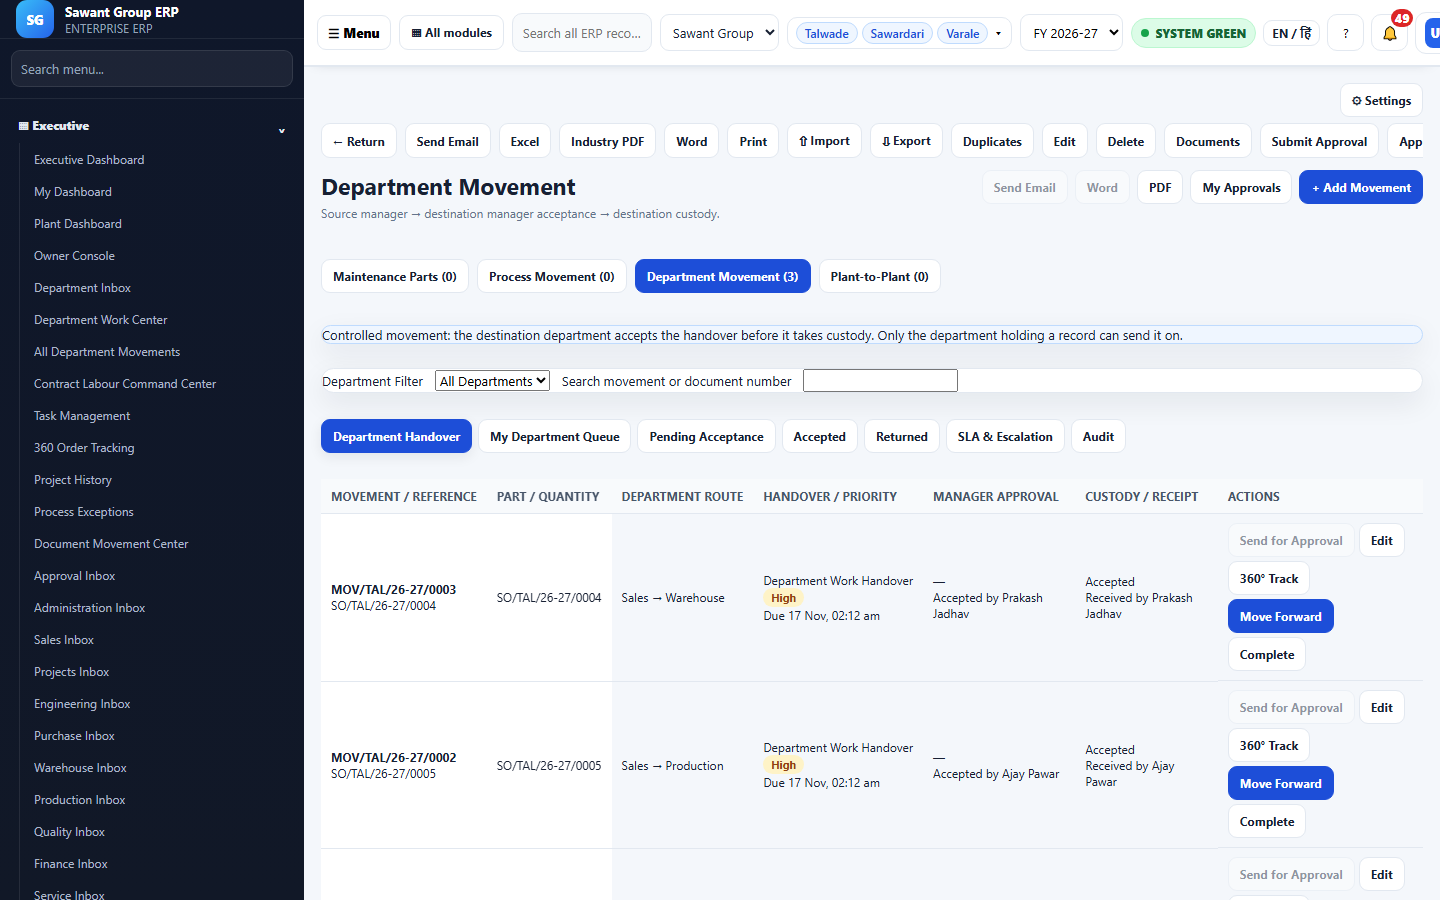 SG
Sawant Group ERP
ENTERPRISE ERP
Search menu...
Executive
Executive Dashboard
My Dashboard
Plant Dashboard
Owner Console
Department Inbox
Department Work Center
All Department Movements
Contract Labour Command Center
Task Management
360 Order Tracking
Project History
Process Exceptions
Document Movement Center
Approval Inbox
Administration Inbox
Sales Inbox
Projects Inbox
Engineering Inbox
Purchase Inbox
Warehouse Inbox
Production Inbox
Quality Inbox
Finance Inbox
Service Inbox
☰ Menu
All modules
Search all ERP reco...
Sawant Group
Talwade
Sawardari
Varale
FY 2026-27
SYSTEM GREEN
EN / हिं
?
49
U
⚙ Settings
← Return
Send Email
Excel
Industry PDF
Word
Print
⇧ Import
⇩ Export
Duplicates
Edit
Delete
Documents
Submit Approval
App
Department Movement
Source manager → destination manager acceptance → destination custody.
Send Email
Word
PDF
My Approvals
+ Add Movement
Maintenance Parts (0)
Process Movement (0)
Department Movement (3)
Plant-to-Plant (0)
Controlled movement: the destination department accepts the handover before it takes custody. Only the department holding a record can send it on.
Department Filter
All Departments
Search movement or document number
Department Handover
My Department Queue
Pending Acceptance
Accepted
Returned
SLA & Escalation
Audit
MOVEMENT / REFERENCE
PART / QUANTITY
DEPARTMENT ROUTE
HANDOVER / PRIORITY
MANAGER APPROVAL
CUSTODY / RECEIPT
ACTIONS
MOV/TAL/26-27/0003
SO/TAL/26-27/0004
SO/TAL/26-27/0004
Sales → Warehouse
Department Work Handover
High
Due 17 Nov, 02:12 am
—
Accepted by Prakash
Jadhav
Accepted
Received by Prakash
Jadhav
Send for Approval
Edit
360° Track
Move Forward
Complete
MOV/TAL/26-27/0002
SO/TAL/26-27/0005
SO/TAL/26-27/0005
Sales → Production
Department Work Handover
High
Due 17 Nov, 02:12 am
—
Accepted by Ajay Pawar
Accepted
Received by Ajay
Pawar
Send for Approval
Edit
360° Track
Move Forward
Complete
Send for Approval
Edit